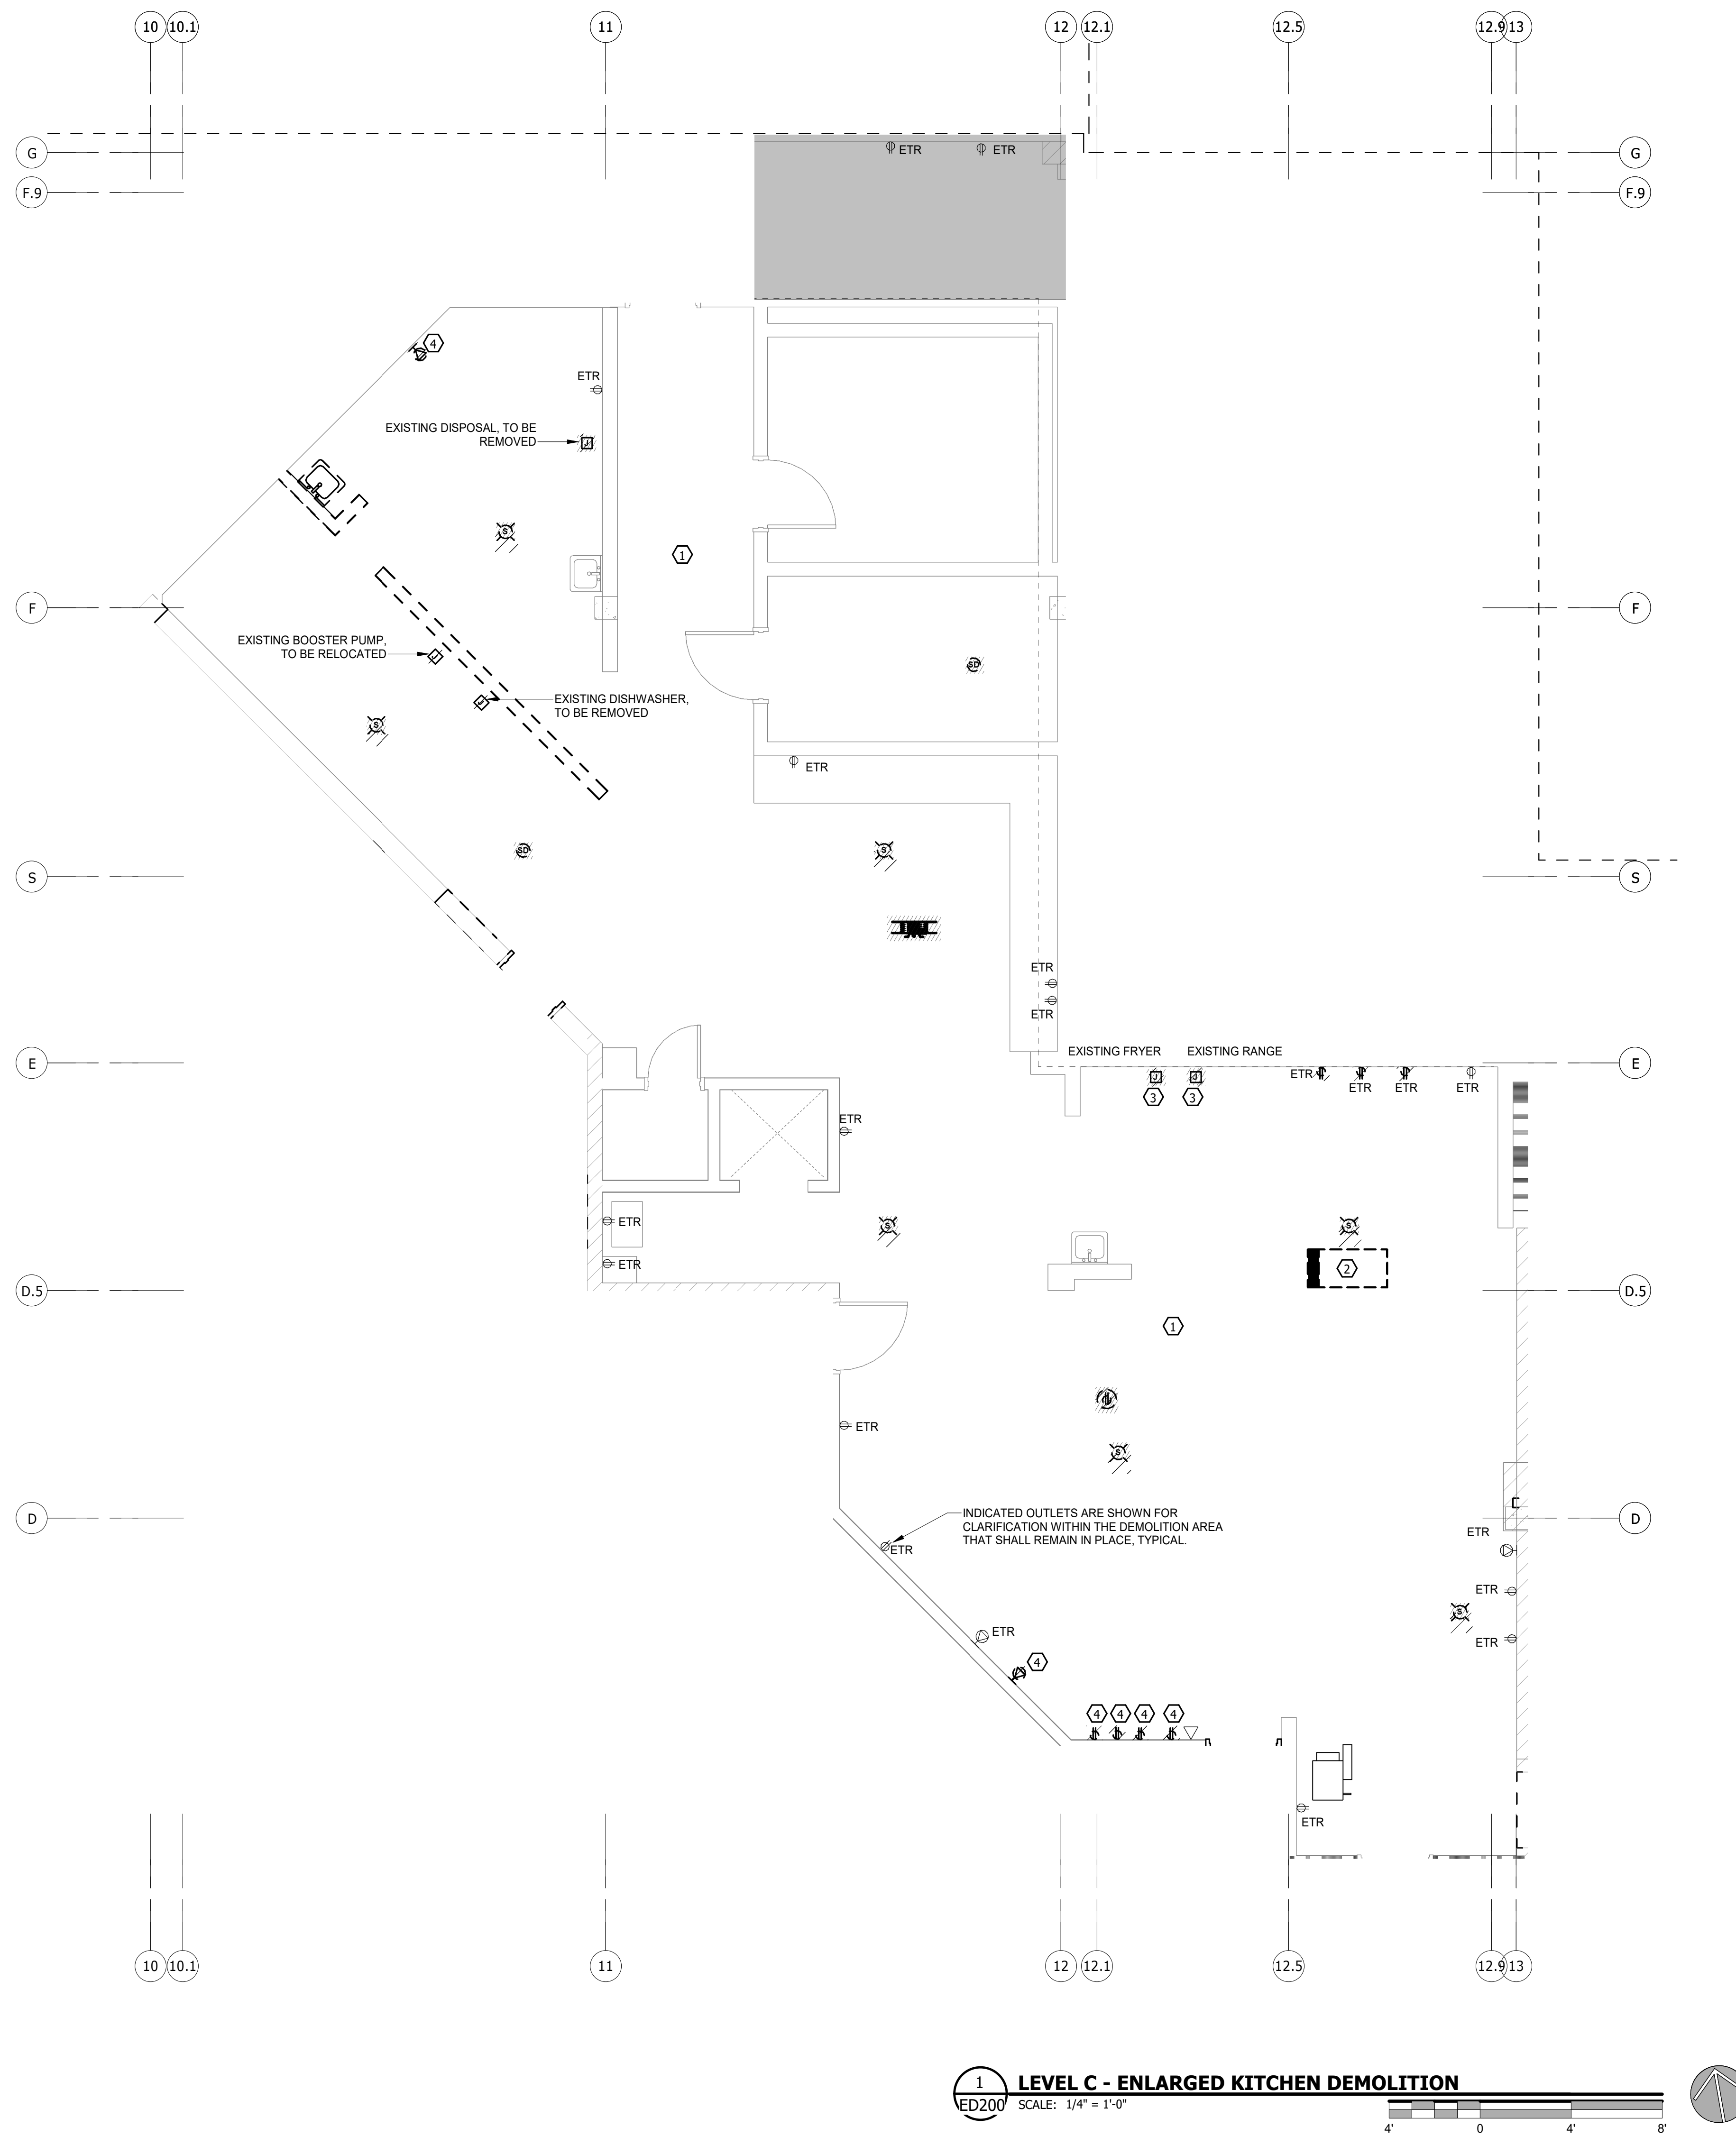 10 10.1 11 12 12.1 12.5 12.9 13
G G
ETR ETR
F.9 F.9
4
ETR
EXISTING DISPOSAL, TO BE
REMOVED
J
S
1
F F
EXISTING BOOSTER PUMP,
TO BE RELOCATED
J
SD
EXISTING DISHWASHER,
TO BE REMOVED
J
S
ETR
SD
S
S S
ETR
ETR
EXISTING FRYER EXISTING RANGE
E E
J J
ETR
ETR ETR ETR
3 3
ETR
ETR
S S
ETR
2
D.5 D.5
1
ETR
S
INDICATED OUTLETS ARE SHOWN FOR
CLARIFICATION WITHIN THE DEMOLITION AREA
THAT SHALL REMAIN IN PLACE, TYPICAL.
D D
ETR
ETR
ETR
S
ETR
ETR
4
4 4 4 4
ETR
10 10.1 11 12 12.1 12.5 12.9 13
1
ED200
LEVEL C - ENLARGED KITCHEN DEMOLITION
SCALE: 1/4" = 1'-0"
4' 0 4' 8'